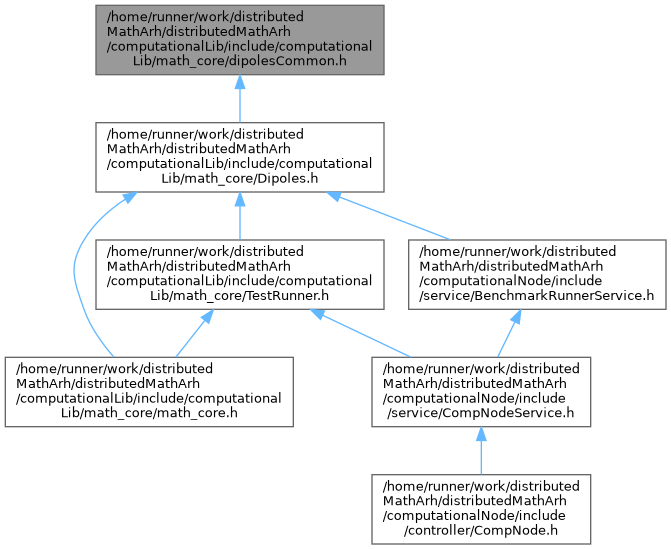 /home/runner/work/distributed
MathArh/distributedMathArh
/computationalLib/include/computational
Lib/math_core/dipolesCommon.h
/home/runner/work/distributed
MathArh/distributedMathArh
/computationalLib/include/computational
Lib/math_core/Dipoles.h
/home/runner/work/distributed
MathArh/distributedMathArh
/computationalLib/include/computational
Lib/math_core/TestRunner.h
/home/runner/work/distributed
MathArh/distributedMathArh
/computationalNode/include
/service/BenchmarkRunnerService.h
/home/runner/work/distributed
MathArh/distributedMathArh
/computationalLib/include/computational
Lib/math_core/math_core.h
/home/runner/work/distributed
MathArh/distributedMathArh
/computationalNode/include
/service/CompNodeService.h
/home/runner/work/distributed
MathArh/distributedMathArh
/computationalNode/include
/controller/CompNode.h